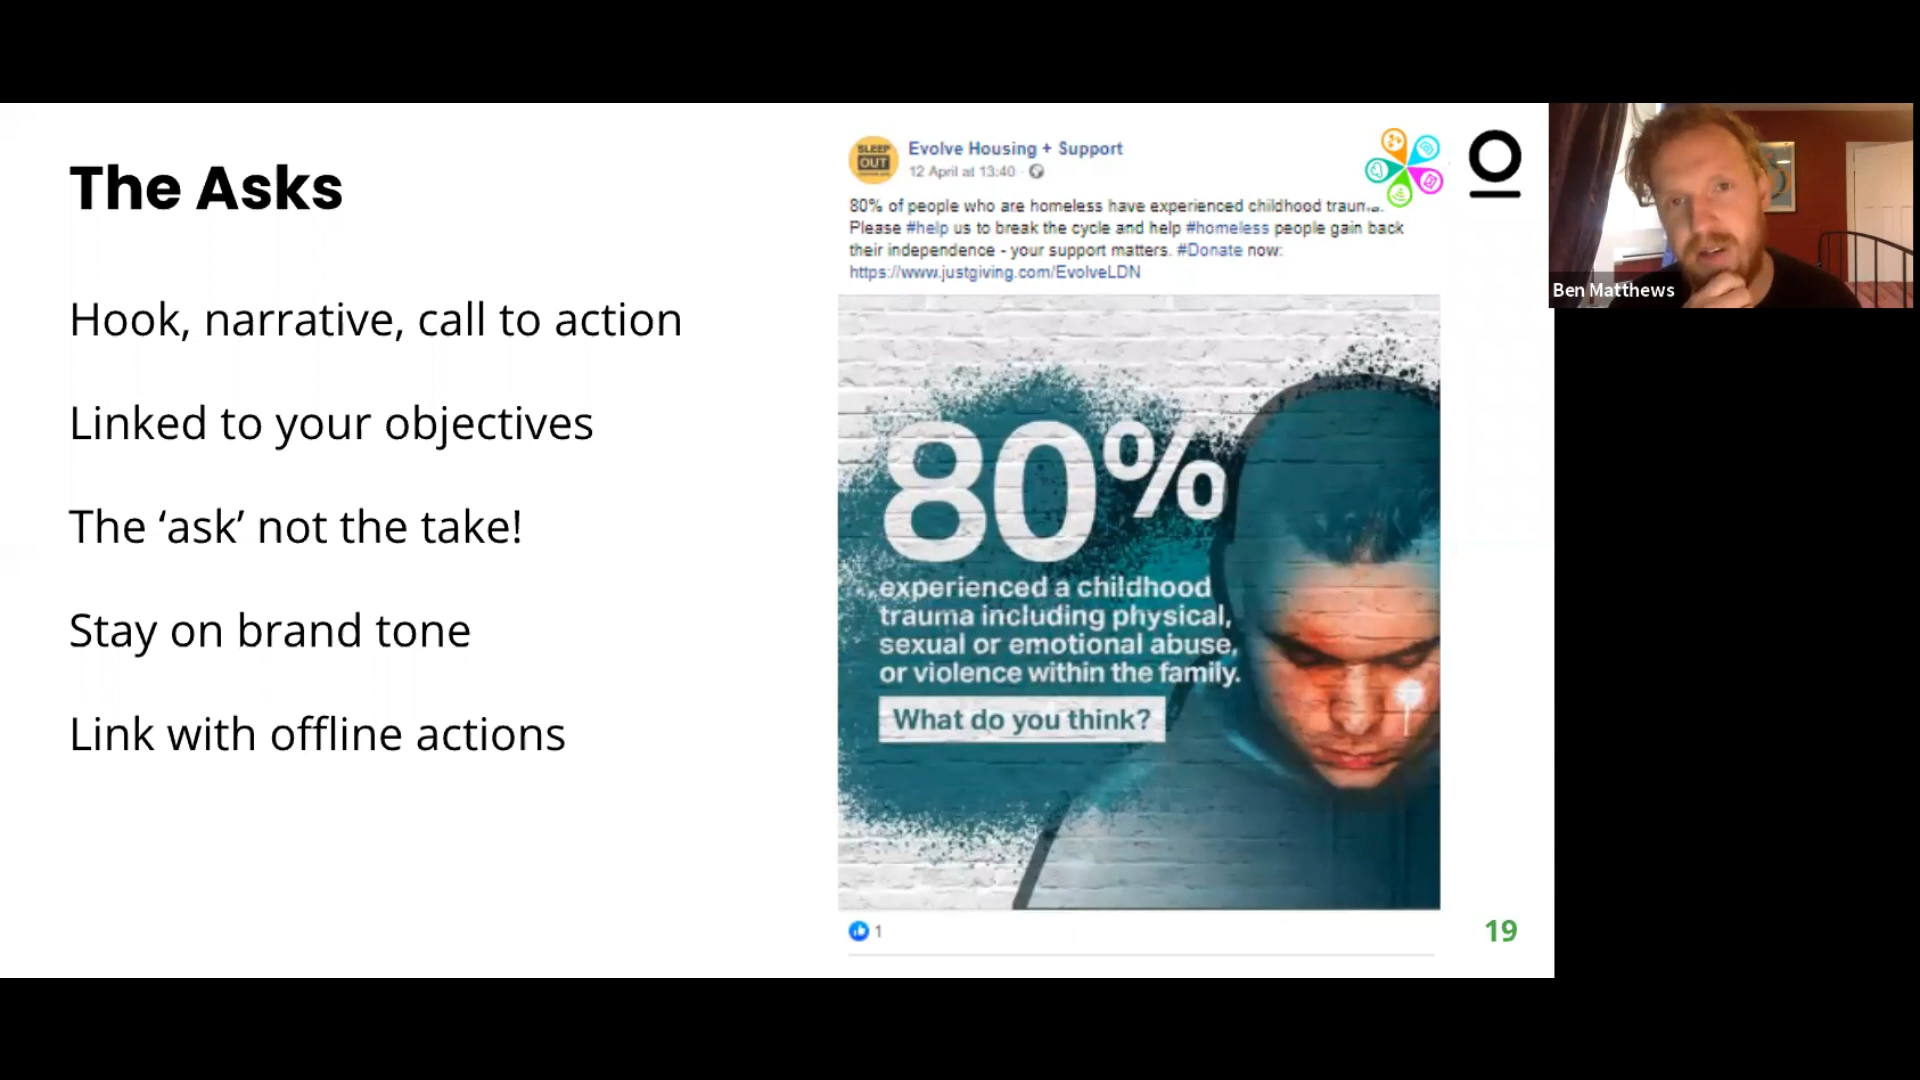 The Asks
Hook, narrative, call to action
Linked to your objectives
The ‘ask’ not the take!
Stay on brand tone
Link with offline actions
SLEEP
OUT
Evolve Housing + Support
12 April at 13:40 ·
80% of people who are homeless have experienced childhood trauma.
Please #help us to break the cycle and help #homeless people gain back
their independence - your support matters. #Donate now:
https://www.justgiving.com/EvolveLDN
80%
experienced a childhood
trauma including physical,
sexual or emotional abuse,
or violence within the family.
What do you think?
1
19
Ben Matthews